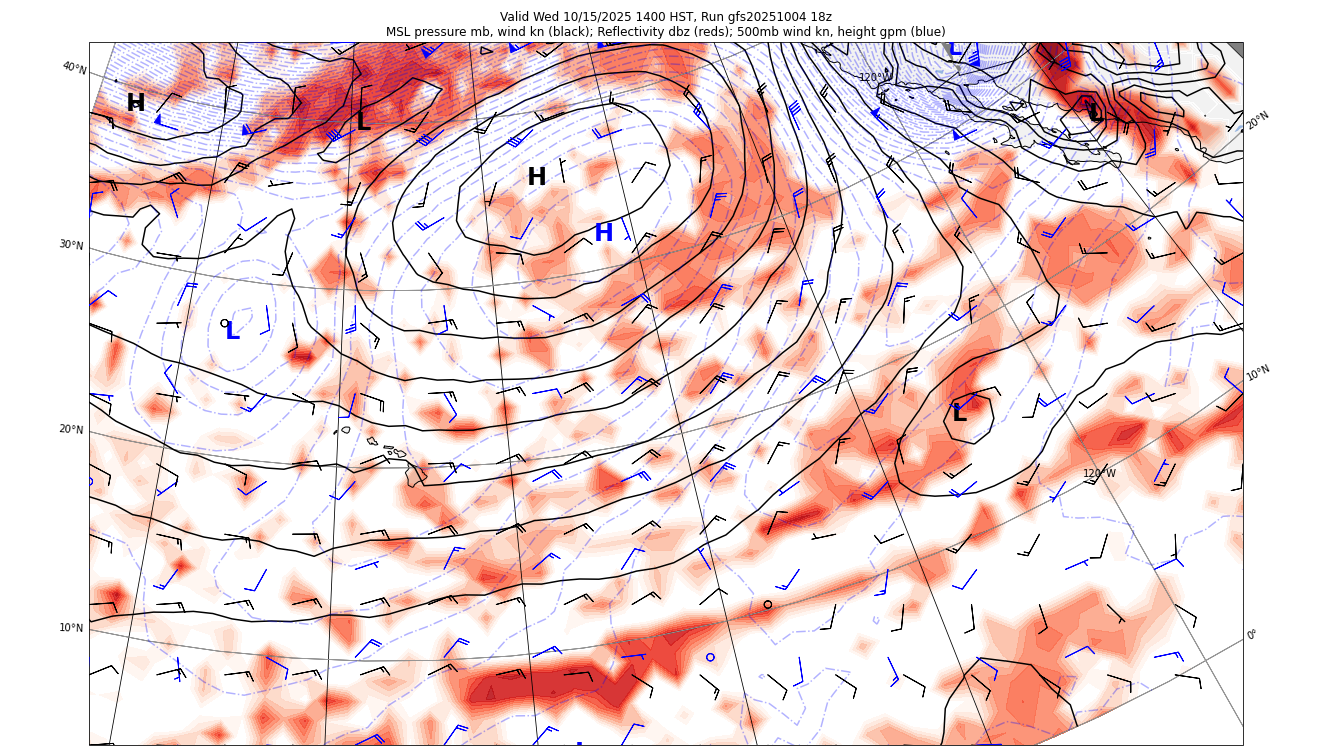 Valid Wed 10/15/2025 1400 HST, Run gfs20251004 18z
MSL pressure mb, wind kn (black); Reflectivity dbz (reds); 500mb wind kn, height gpm (blue)
L
40°N
120°W
H
L
L
20°N
H
H
30°N
L
10°N
L
20°N
120°W
10°N
0°